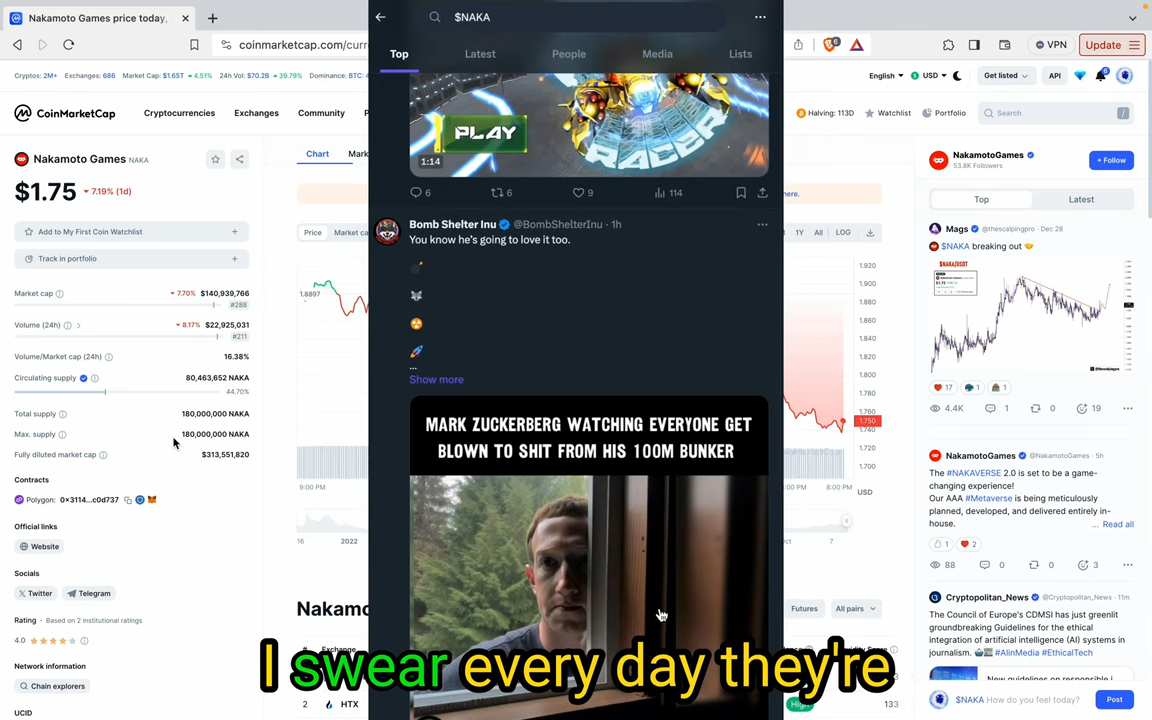 Nakamoto Games price today,
coinmarketcap.com/curr
6
VPN
Update
Cryptos: 2M+ Exchanges: 686 Market Cap: $1.65T 4.51% 24h Vol: $70.2B 39.79% Dominance: BTC:
English
USD
Get listed
API
CoinMarketCap
Cryptocurrencies
Exchanges
Community
Halving: 113D
Watchlist
Portfolio
Search
/
Nakamoto Games NAKA
$1.75 7.19% (1d)
Add to My First Coin Watchlist
Track in portfolio
Market cap 7.70% $140,939,766
#288
Volume (24h) 8.17% $22,925,031
#211
Volume/Market cap (24h) 16.38%
Circulating supply 80,463,652 NAKA
44.70%
Total supply 180,000,000 NAKA
Max. supply 180,000,000 NAKA
Fully diluted market cap $313,551,820
Contracts
Polygon: 0x3114...c0d737
Official links
Website
Socials
Twitter
Telegram
Rating · Based on 2 institutional ratings
4.0
Network information
Chain explorers
UCID
Chart
Mark
Price
Market ca
1.8897
9:00 PM
16
2022
Nakamo
# Exchange
2 HTX
$NAKA
Top
Latest
People
Media
Lists
PLAY
RACE
1:14
6
6
9
114
Bomb Shelter Inu @BombShelterInu · 1h
You know he's going to love it too.
...
Show more
MARK ZUCKERBERG WATCHING EVERYONE GET
BLOWN TO SHIT FROM HIS 100M BUNKER
I swear every day they're
here.
1Y
All
LOG
1.920
1.900
1.880
1.860
1.840
1.820
1.800
1.780
1.760
1.750
1.720
1.700
USD
8:00 PM
Oct
7
Futures
All pairs
High
133
NakamotoGames
53.8K Followers
+ Follow
Top
Latest
Mags @thescalpingpro · Dec 28
$NAKA breaking out
$NAKA/USDT
17
1
1
4.4K
1
0
19
NakamotoGames @NakamotoGames · 5h
The #NAKAVERSE 2.0 is set to be a game-
changing experience!
Our AAA #Metaverse is being meticulously
planned, developed, and delivered entirely in-
house.
... Read all
1
2
88
0
0
3
Cryptopolitan_News @Cryptopolitan_News · 11m
The Council of Europe's CDMSI has just greenlit
groundbreaking Guidelines for the ethical
integration of artificial intelligence (AI) systems in
journalism. #AlinMedia #EthicalTech
New guidelines on
$NAKA How do you feel today?
Post